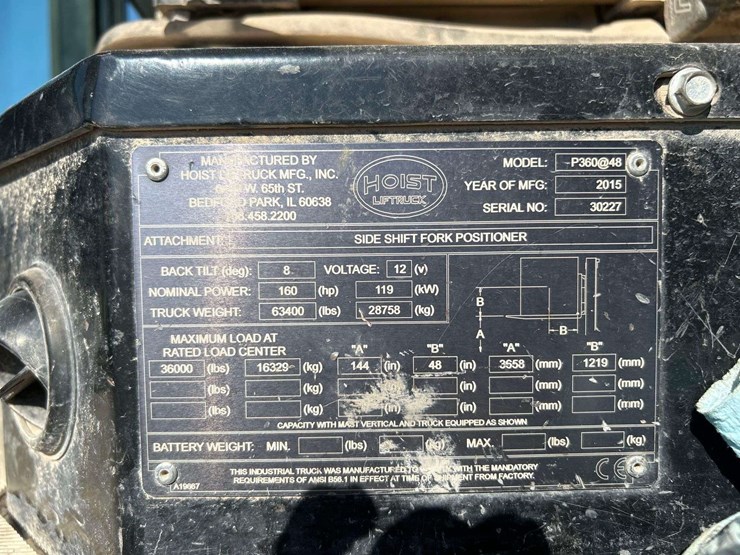 MANUFACTURED BY
HOIST LIFTRUCK MFG., INC.
W. 65th ST.
BEDFORD PARK, IL 60638
708.458.2200
HOIST
LIFTRUCK
MODEL: P360@48
YEAR OF MFG: 2015
SERIAL NO: 30227
ATTACHMENT: SIDE SHIFT FORK POSITIONER
BACK TILT (deg): 8 VOLTAGE: 12 (v)
NOMINAL POWER: 160 (hp) 119 (kW)
TRUCK WEIGHT: 63400 (lbs) 28758 (kg)
B
A
B
MAXIMUM LOAD AT
RATED LOAD CENTER "A" "B" "A" "B"
36000 (lbs) 16329 (kg) 144 (in) 48 (in) 3658 (mm) 1219 (mm)
(lbs) (kg) (in) (in) (mm) (mm)
(lbs) (kg) (in) (in) (mm) (mm)
CAPACITY WITH MAST VERTICAL AND TRUCK EQUIPPED AS SHOWN
BATTERY WEIGHT: MIN. (lbs) (kg) MAX. (lbs) (kg)
THIS INDUSTRIAL TRUCK WAS MANUFACTURED TO WITH THE MANDATORY
REQUIREMENTS OF ANSI B56.1 IN EFFECT AT TIME OF SHIPMENT FROM FACTORY.
CE
A19667